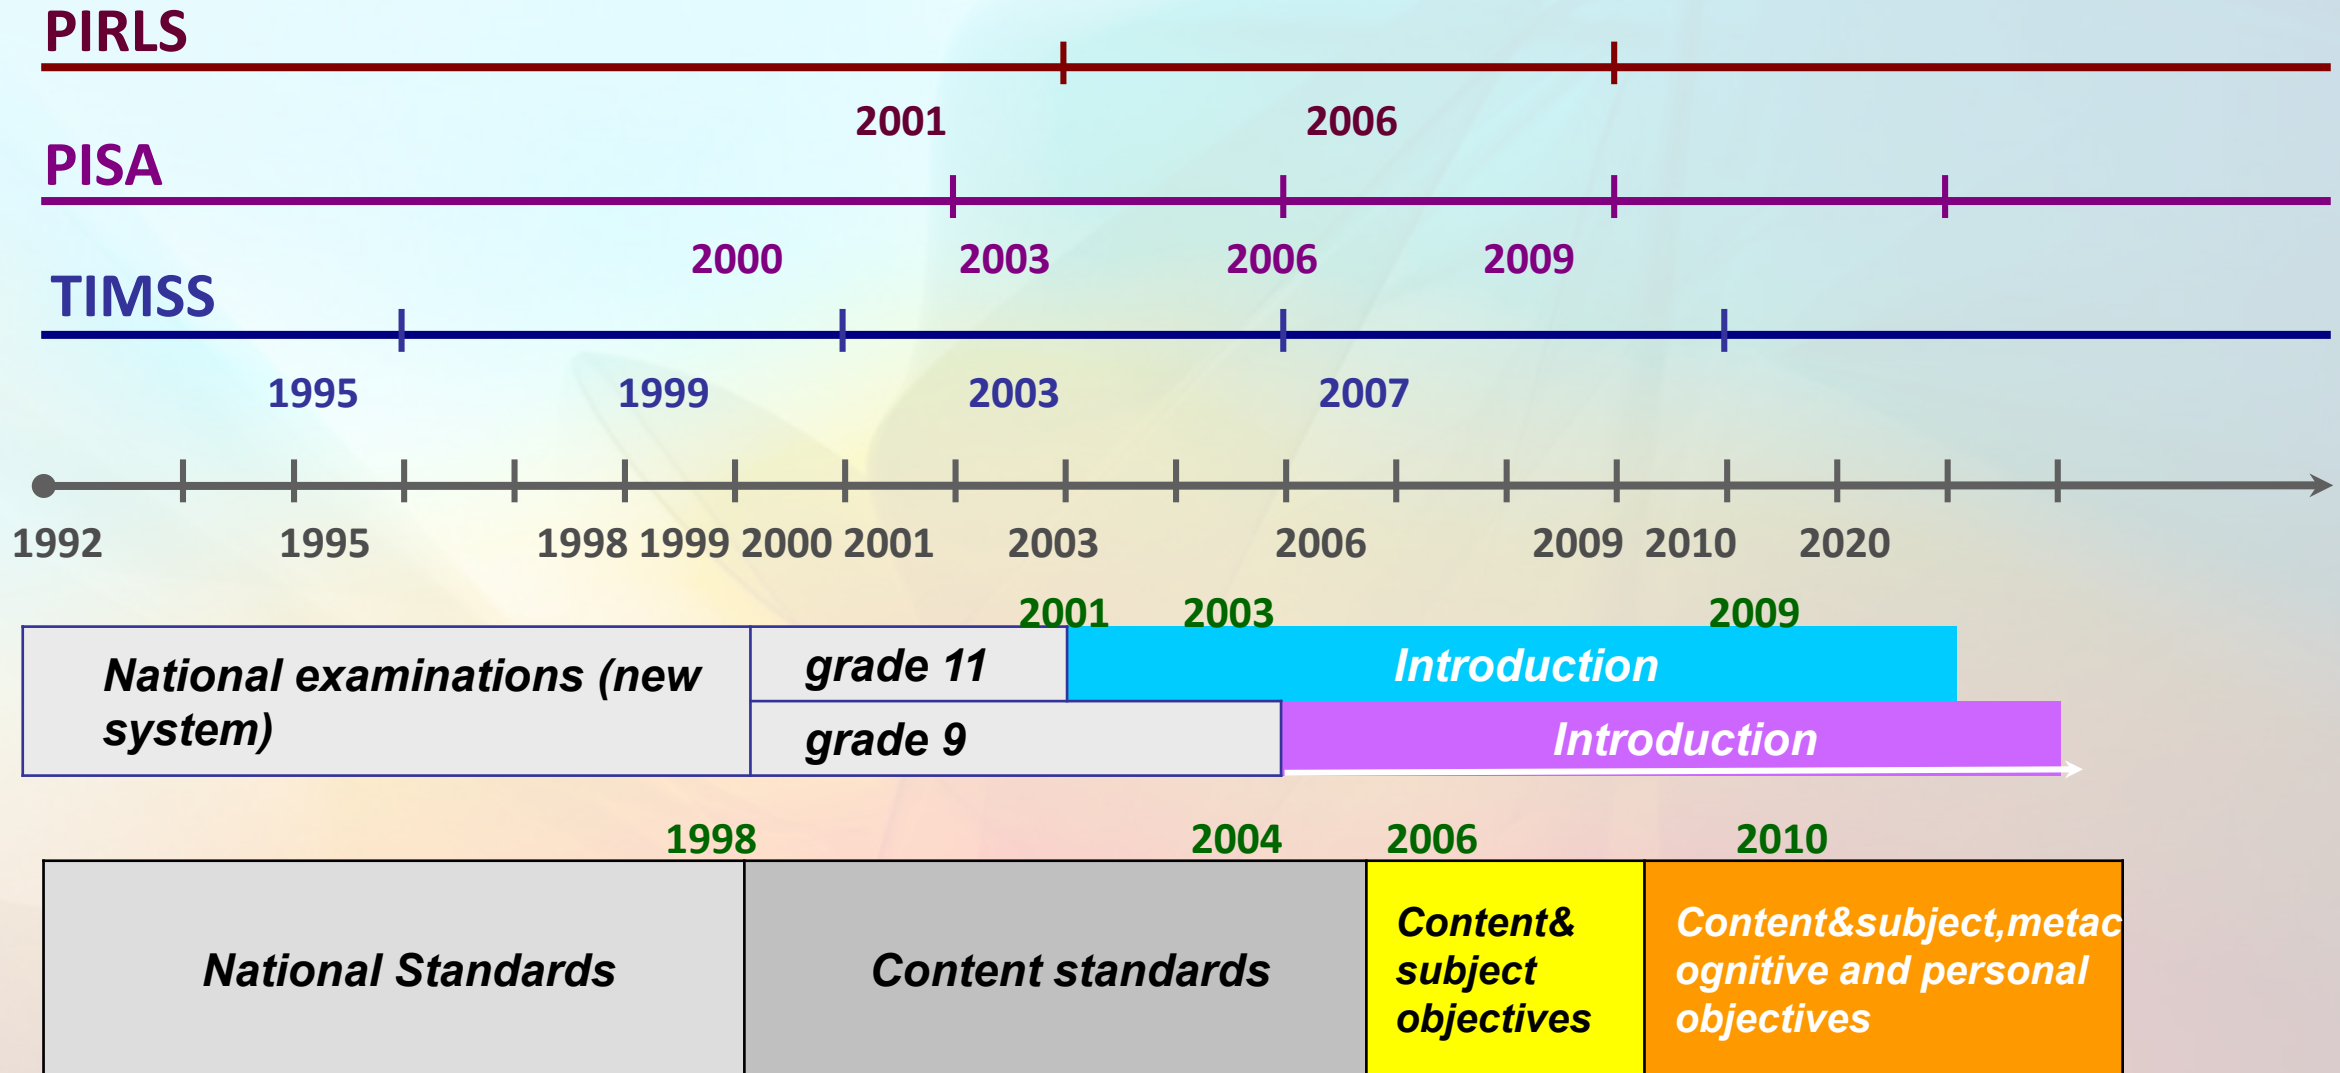 PIRLS
2001 2006
PISA
2000 2003 2006 2009
TIMSS
1995 1999 2003 2007
1992 1995 1998 1999 2000 2001 2003 2006 2009 2010 2020
2001 2003 2009
National examinations (new
system)
grade 11
Introduction
grade 9
Introduction
1998 2004 2006 2010
National Standards
Content standards
Content&
subject
objectives
Content&subject,metac
ognitive and personal
objectives